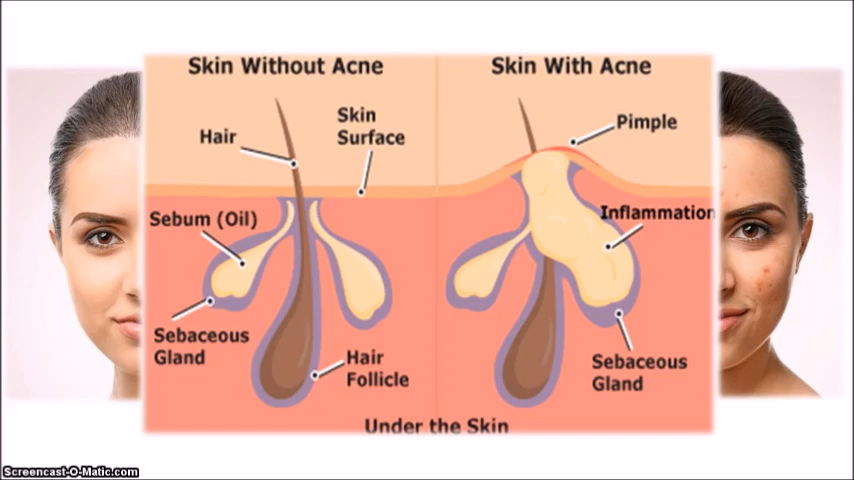 Skin Without Acne
Skin With Acne
Hair
Skin
Surface
Pimple
Sebum (Oil)
Inflammation
Sebaceous
Gland
Hair
Follicle
Sebaceous
Gland
Under the Skin
Screencast-O-Matic.com